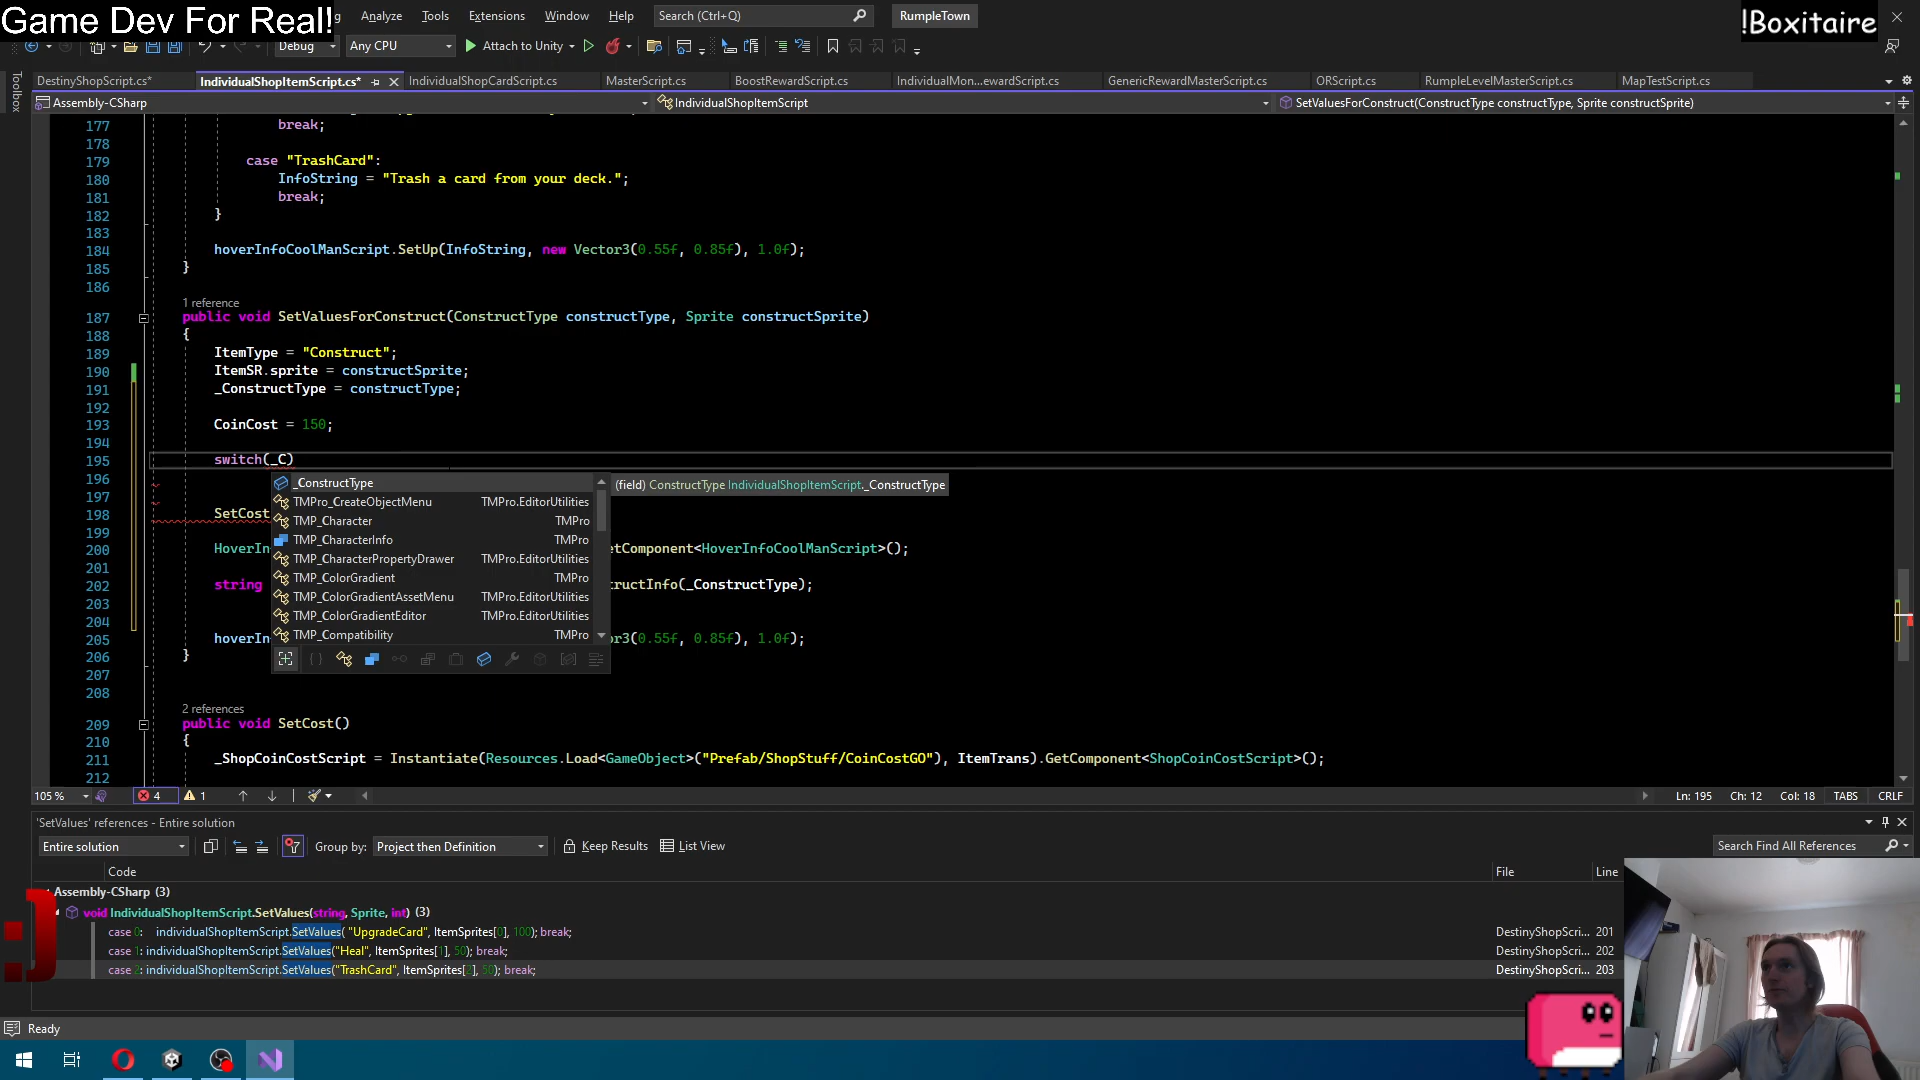 Game Dev For Real!
Analyze
Tools
Extensions
Window
Help
Search (Ctrl+Q)
RumpleTown
!Boxitaire
Debug
Any CPU
Attach to Unity
Toolbox
DestinyShopScript.cs*
IndividualShopItemScript.cs*
IndividualShopCardScript.cs
MasterScript.cs
BoostRewardScript.cs
IndividualMon...ewardScript.cs
GenericRewardMasterScript.cs
ORScript.cs
RumpleLevelMasterScript.cs
MapTestScript.cs
Assembly-CSharp
IndividualShopItemScript
SetValuesForConstruct(ConstructType constructType, Sprite constructSprite)
177 break;
178
179 case "TrashCard":
180 InfoString = "Trash a card from your deck.";
181 break;
182 }
183
184 hoverInfoCoolManScript.SetUp(InfoString, new Vector3(0.55f, 0.85f), 1.0f);
185 }
186
1 reference
187 public void SetValuesForConstruct(ConstructType constructType, Sprite constructSprite)
188 {
189 ItemType = "Construct";
190 ItemSR.sprite = constructSprite;
191 _ConstructType = constructType;
192
193 CoinCost = 150;
194
195 switch(_C)
196
197
198 SetCost
199
200 HoverIn etComponent<HoverInfoCoolManScript>();
201
202 string ructInfo(_ConstructType);
203
204
205 hoverIn or3(0.55f, 0.85f), 1.0f);
206 }
207
208
2 references
209 public void SetCost()
210 {
211 _ShopCoinCostScript = Instantiate(Resources.Load<GameObject>("Prefab/ShopStuff/CoinCostGO"), ItemTrans).GetComponent<ShopCoinCostScript>();
212
_ConstructType
(field) ConstructType IndividualShopItemScript._ConstructType
TMPro_CreateObjectMenu TMPro.EditorUtilities
TMP_Character TMPro
TMP_CharacterInfo TMPro
TMP_CharacterPropertyDrawer TMPro.EditorUtilities
TMP_ColorGradient TMPro
TMP_ColorGradientAssetMenu TMPro.EditorUtilities
TMP_ColorGradientEditor TMPro.EditorUtilities
TMP_Compatibility TMPro
105 %
4
1
Ln: 195
Ch: 12
Col: 18
TABS
CRLF
'SetValues' references - Entire solution
Entire solution
Group by:
Project then Definition
Keep Results
List View
Search Find All References
Code
File
Line
Assembly-CSharp (3)
void IndividualShopItemScript.SetValues(string, Sprite, int) (3)
case 0: individualShopItemScript.SetValues( "UpgradeCard", ItemSprites[0], 100); break; DestinyShopScri... 201
case 1: individualShopItemScript.SetValues("Heal", ItemSprites[1], 50); break; DestinyShopScri... 202
case 2: individualShopItemScript.SetValues("TrashCard", ItemSprites[2], 50); break; DestinyShopScri... 203
:)
Ready